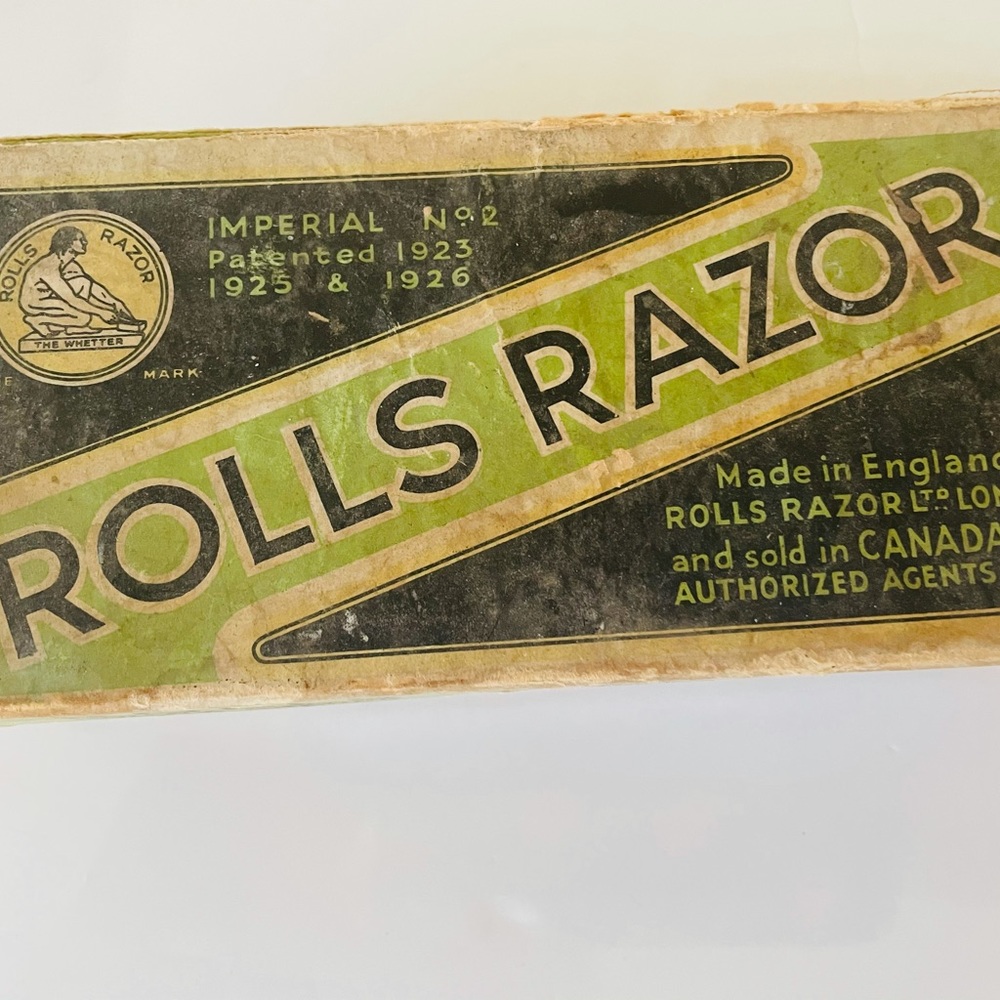 ROLLS RAZOR
THE WHETTER
MARK
IMPERIAL Nº 2
Patented 1923
1925 & 1926
ROLLS RAZOR
Made in England
ROLLS RAZOR LTD LON
and sold in CANADA
AUTHORIZED AGENTS